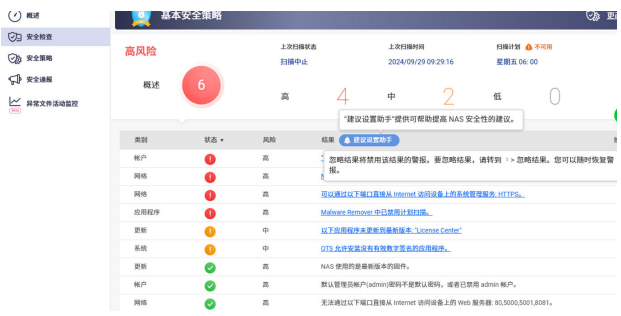 概述
基本安全策略
安全检查
安全策略
安全通报
异常文件活动监控
Beta
高风险
上次扫描状态
上次扫描时间
扫描计划 不可用
扫描中止
2024/09/29 09:29:16
星期五 06: 00
概述
6
高
4
中
2
低
0
"建议设置助手"提供可帮助提高 NAS 安全性的建议。
类别
状态
风险
结果
建议设置助手
忽略结果将禁用该结果的警报。要忽略结果，请转到 > 忽略结果。您可以随时恢复警
报。
帐户
高
网络
高
网络
高
可以通过以下端口直接从 Internet 访问设备上的系统管理服务: HTTPS。
应用程序
高
Malware Remover 中已禁用计划扫描。
更新
中
以下应用程序未更新到最新版本: "License Center"
系统
中
QTS 允许安装没有有效数字签名的应用程序。
更新
高
NAS 使用的是最新版本的固件。
帐户
高
默认管理员帐户(admin)密码不是默认密码，或者已禁用 admin 帐户。
网络
高
无法通过以下端口直接从 Internet 访问设备上的 Web 服务器: 80,5000,5001,8081。